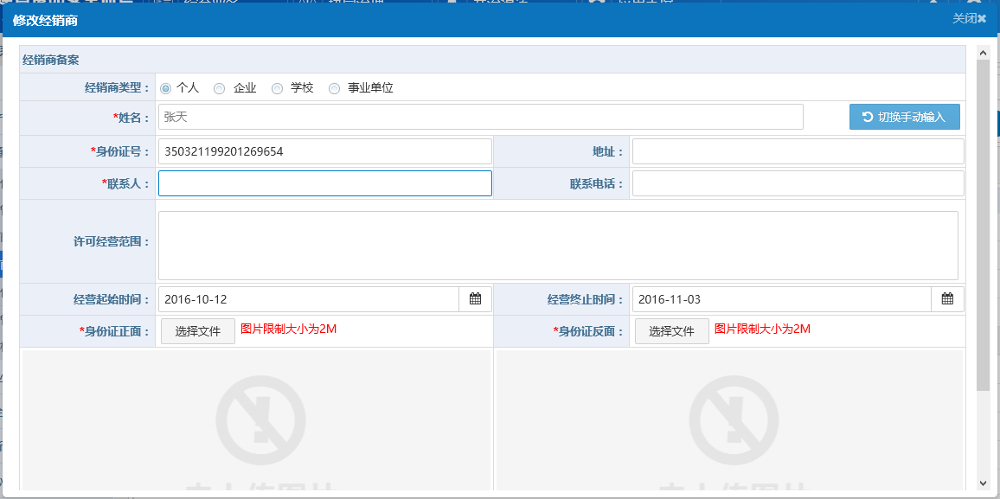 修改经销商
关闭✖
经销商备案
经销商类型： 个人 企业 学校 事业单位
*姓名： 张天 切换手动输入
*身份证号： 350321199201269654 地址：
*联系人： 联系电话：
许可经营范围：
经营起始时间： 2016-10-12 经营终止时间： 2016-11-03
*身份证正面： 选择文件 图片限制大小为2M *身份证反面： 选择文件 图片限制大小为2M